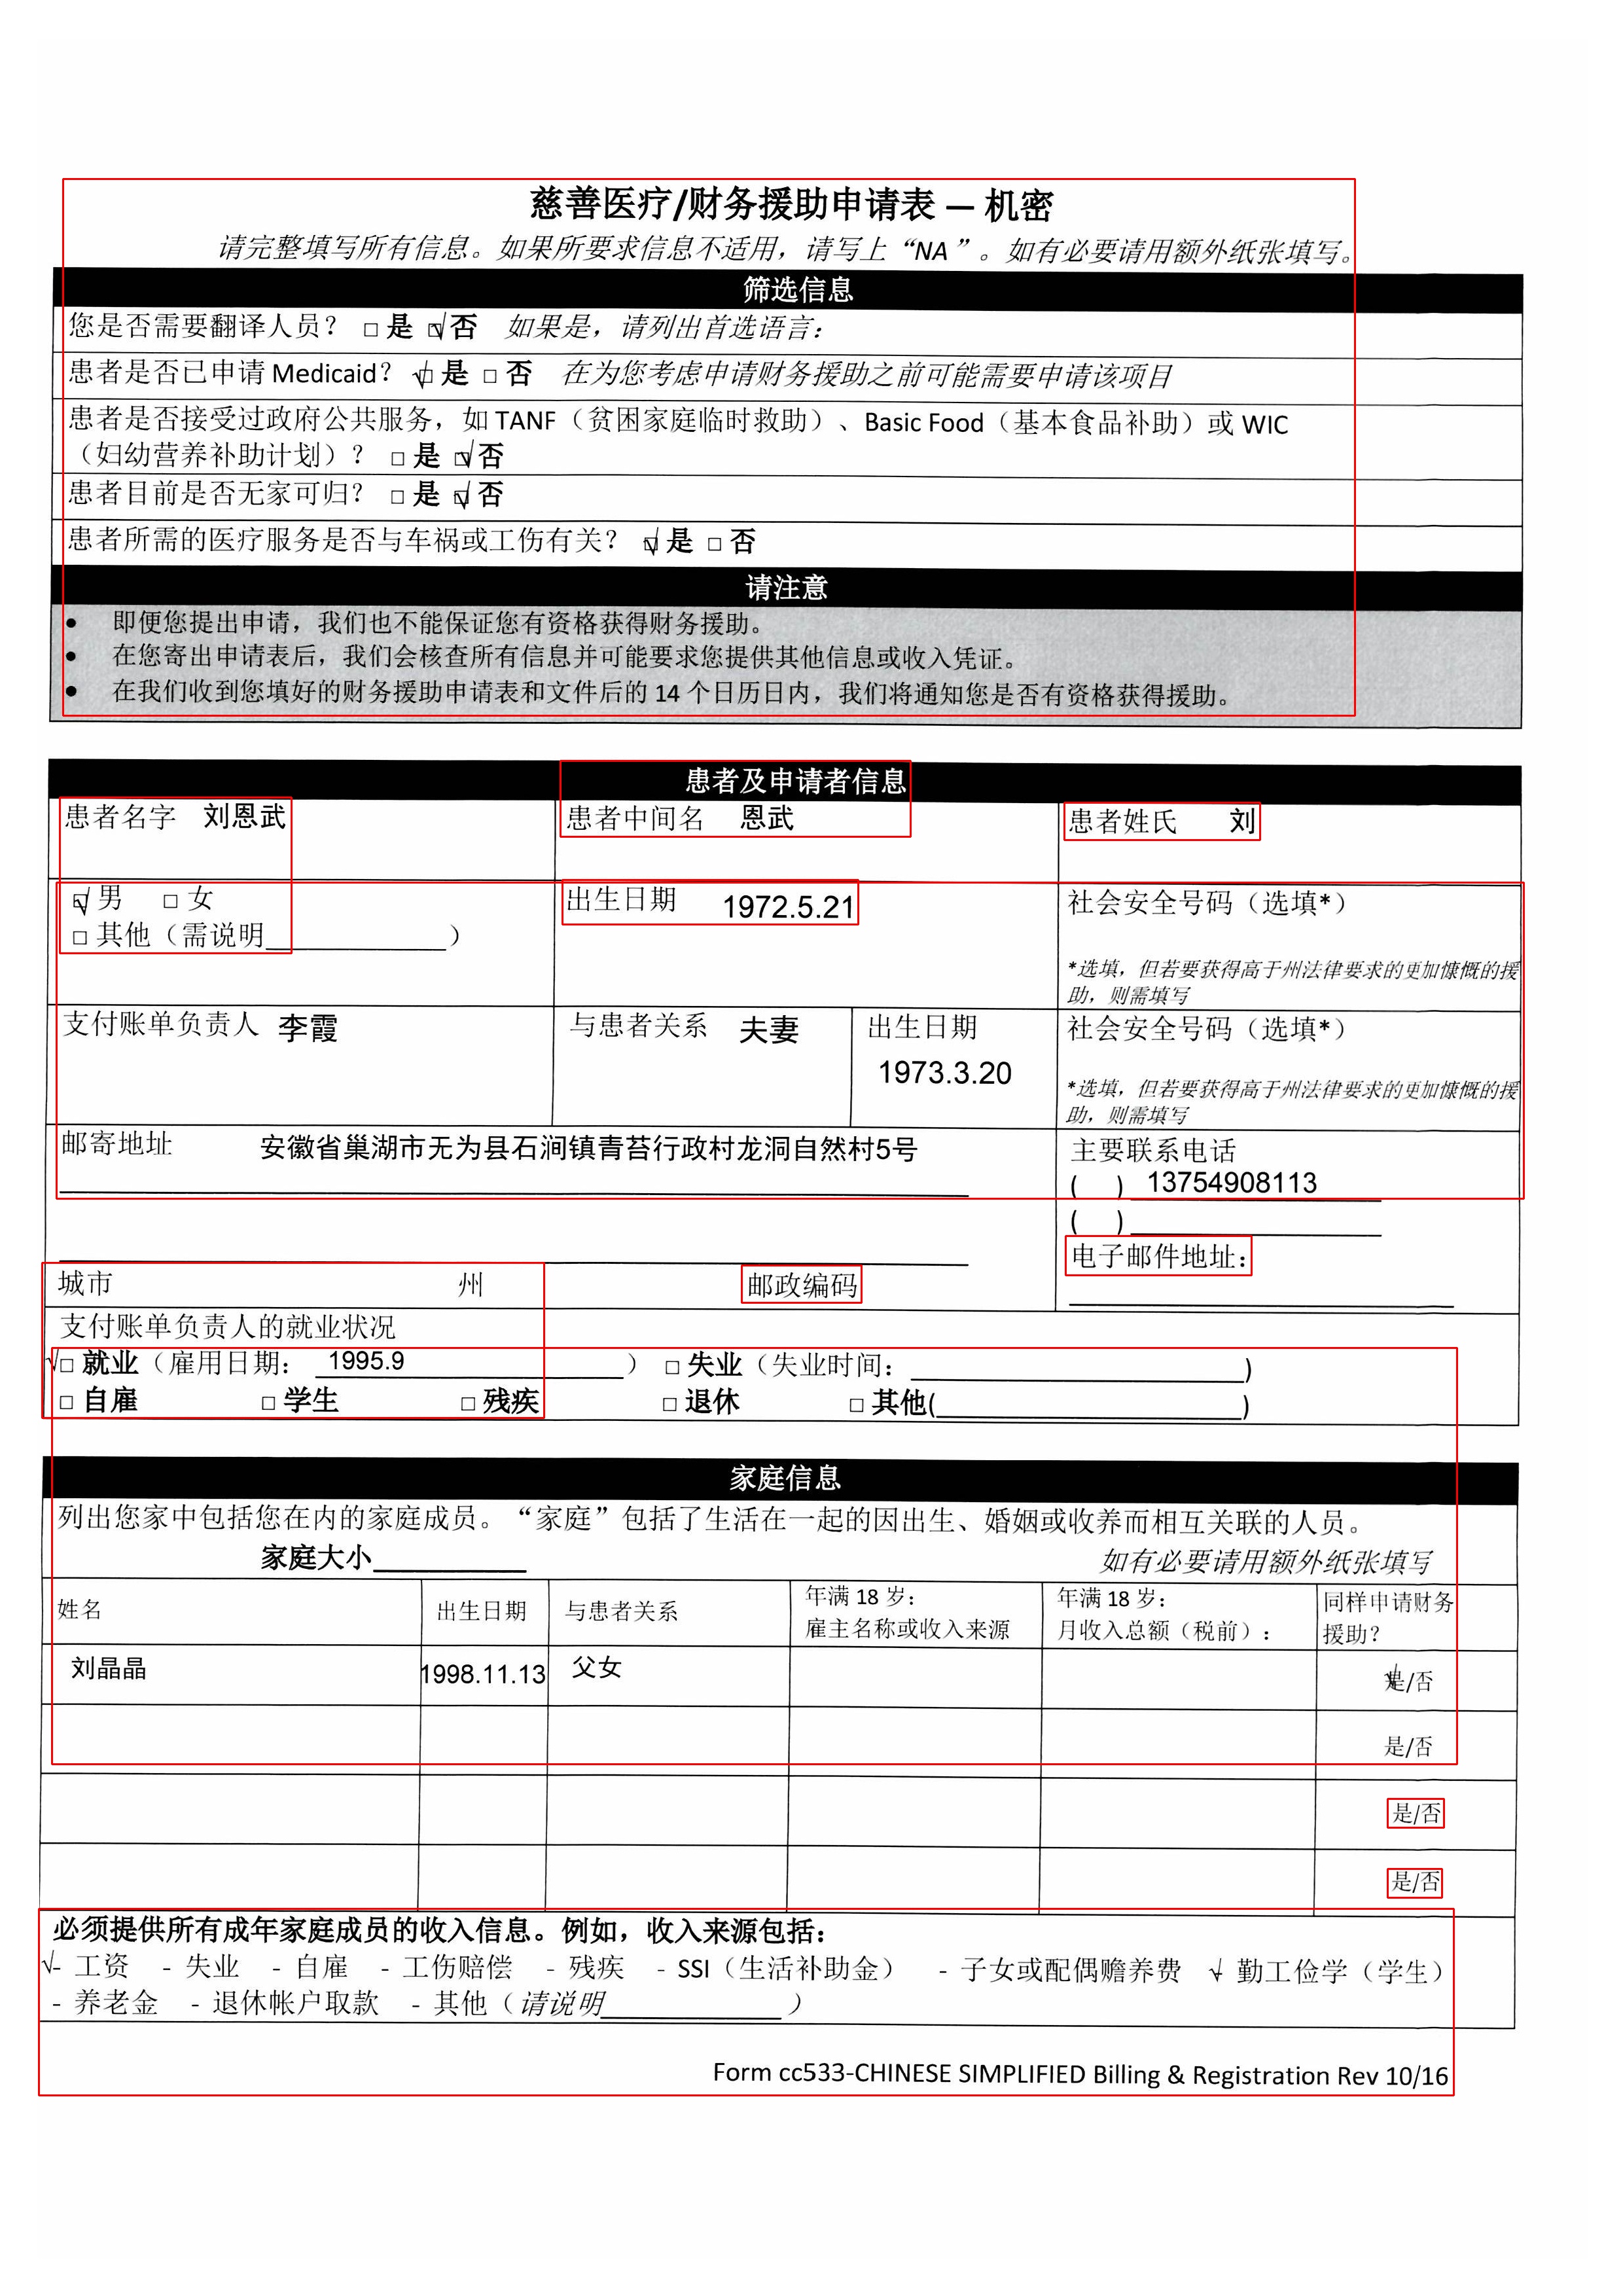 慈善医疗/财务援助申请表 — 机密
请完整填写所有信息。如果所要求信息不适用，请写上“NA”。如有必要请用额外纸张填写。
筛选信息
您是否需要翻译人员？ □ 是 √ 否 如果是，请列出首选语言：
患者是否已申请 Medicaid？ √ 是 □ 否 在为您考虑申请财务援助之前可能需要申请该项目
患者是否接受过政府公共服务，如 TANF（贫困家庭临时救助）、Basic Food（基本食品补助）或 WIC
（妇幼营养补助计划）？ □ 是 √ 否
患者目前是否无家可归？ □ 是 √ 否
患者所需的医疗服务是否与车祸或工伤有关？ √ 是 □ 否
请注意
• 即便您提出申请，我们也不能保证您有资格获得财务援助。
• 在您寄出申请表后，我们会核查所有信息并可能要求您提供其他信息或收入凭证。
• 在我们收到您填好的财务援助申请表和文件后的 14 个日历日内，我们将通知您是否有资格获得援助。
患者及申请者信息
患者名字 刘恩武 患者中间名 恩武 患者姓氏 刘
√ 男 □ 女 出生日期 1972.5.21 社会安全号码（选填*）
□ 其他（需说明____________）
*选填，但若要获得高于州法律要求的更加慷慨的援
助，则需填写
支付账单负责人 李霞 与患者关系 夫妻 出生日期 社会安全号码（选填*）
1973.3.20
*选填，但若要获得高于州法律要求的更加慷慨的援
助，则需填写
邮寄地址 安徽省巢湖市无为县石涧镇青苔行政村龙洞自然村5号 主要联系电话
( ) 13754908113
( )
电子邮件地址：
城市 州 邮政编码
支付账单负责人的就业状况
√□ 就业（雇用日期： 1995.9 ） □ 失业（失业时间：____________)
□ 自雇 □ 学生 □ 残疾 □ 退休 □ 其他(____________)
家庭信息
列出您家中包括您在内的家庭成员。“家庭”包括了生活在一起的因出生、婚姻或收养而相互关联的人员。
家庭大小________ 如有必要请用额外纸张填写
姓名 出生日期 与患者关系 年满 18 岁： 雇主名称或收入来源 年满 18 岁： 月收入总额（税前）： 同样申请财务援助？
刘晶晶 1998.11.13 父女 √是/否
是/否
是/否
是/否
必须提供所有成年家庭成员的收入信息。例如，收入来源包括：
√- 工资 - 失业 - 自雇 - 工伤赔偿 - 残疾 - SSI（生活补助金） - 子女或配偶赡养费 √ 勤工俭学（学生）
- 养老金 - 退休帐户取款 - 其他（请说明____________）
Form cc533-CHINESE SIMPLIFIED Billing & Registration Rev 10/16